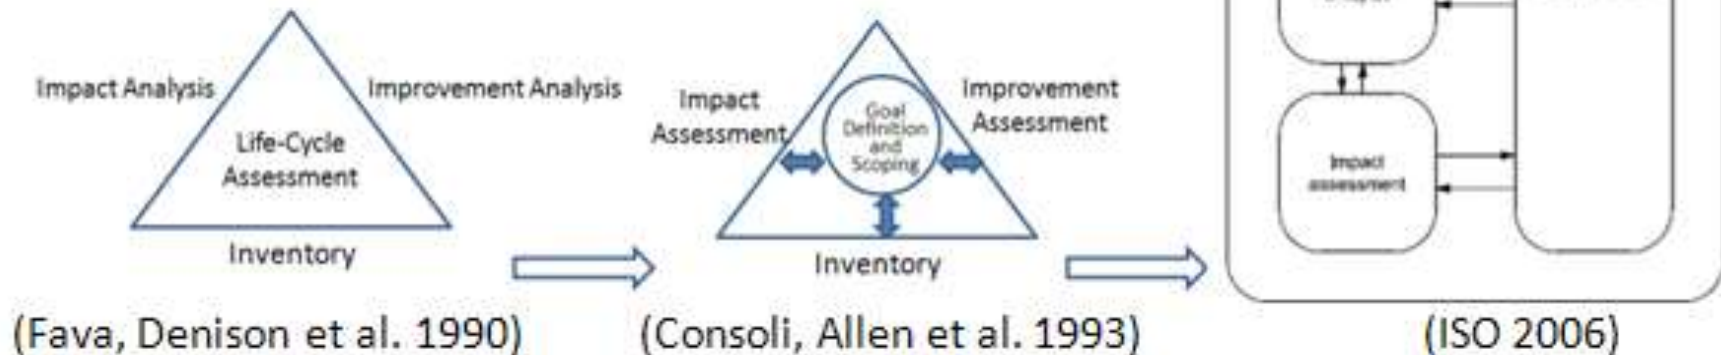 Impact Analysis
Improvement Analysis
Life-Cycle
Assessment
Inventory
(Fava, Denison et al. 1990)
Impact
Assessment
Improvement
Assessment
Goal
Definition
and
Scoping
Inventory
(Consoli, Allen et al. 1993)
Impact
assessment
(ISO 2006)